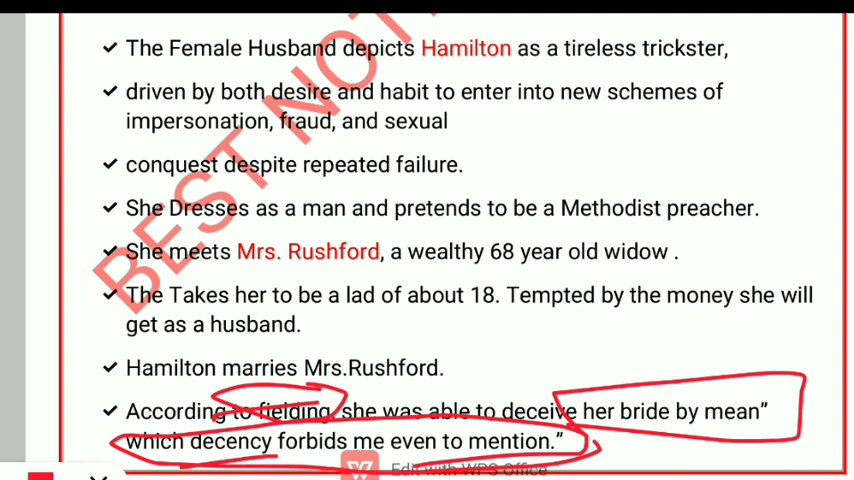 ✓ The Female Husband depicts Hamilton as a tireless trickster,
✓ driven by both desire and habit to enter into new schemes of
impersonation, fraud, and sexual
✓ conquest despite repeated failure.
✓ She Dresses as a man and pretends to be a Methodist preacher.
✓ She meets Mrs. Rushford, a wealthy 68 year old widow .
✓ The Takes her to be a lad of about 18. Tempted by the money she will
get as a husband.
✓ Hamilton marries Mrs.Rushford.
✓ According to fielding, she was able to deceive her bride by mean”
which decency forbids me even to mention.”
Edit with WPS Office
BEST NOT